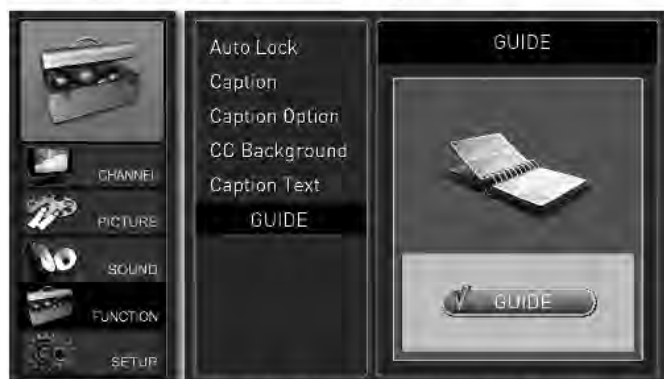 CHANNEL
PICTURE
SOUND
FUNCTION
SETUP
Auto Lock
Caption
Caption Option
CC Background
Caption Text
GUIDE
GUIDE
GUIDE